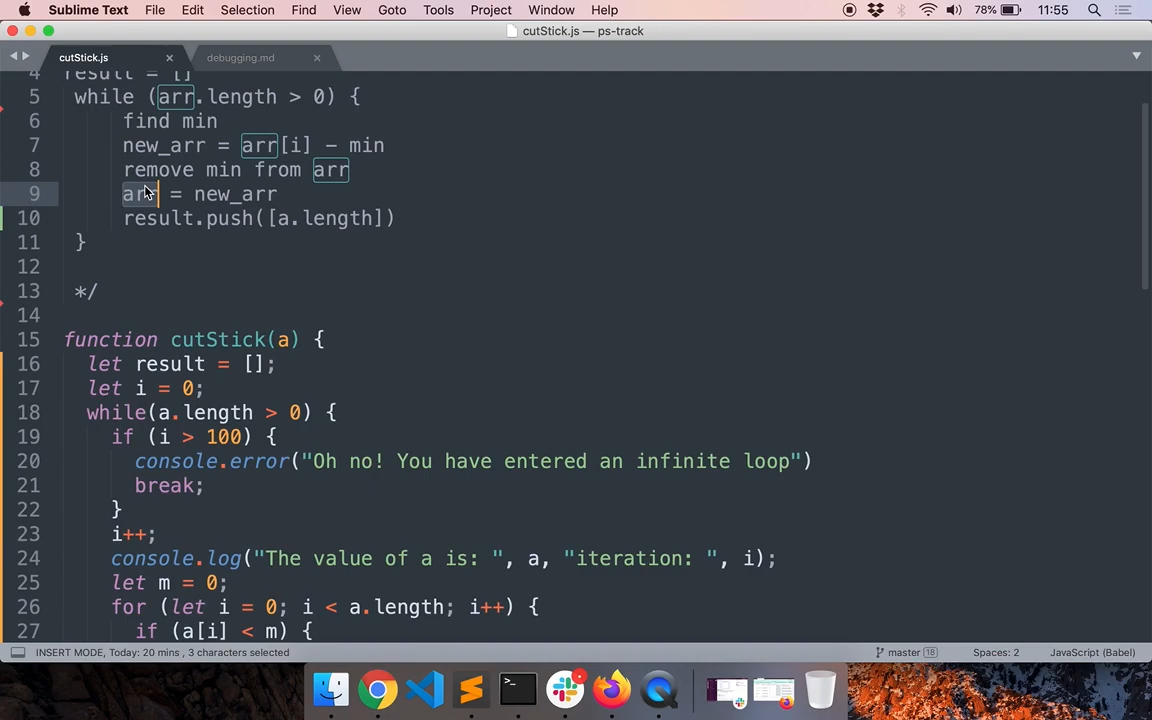 Sublime Text File Edit Selection Find View Goto Tools Project Window Help 78% 11:55
cutStick.js — ps-track
cutStick.js × debugging.md ×
4 result = []
5 while (arr.length > 0) {
6 find min
7 new_arr = arr[i] - min
8 remove min from arr
9 arr = new_arr
10 result.push([a.length])
11 }
12
13 */
14
15 function cutStick(a) {
16 let result = [];
17 let i = 0;
18 while(a.length > 0) {
19 if (i > 100) {
20 console.error("Oh no! You have entered an infinite loop")
21 break;
22 }
23 i++;
24 console.log("The value of a is: ", a, "iteration: ", i);
25 let m = 0;
26 for (let i = 0; i < a.length; i++) {
27 if (a[i] < m) {
INSERT MODE, Today: 20 mins , 3 characters selected master 18 Spaces: 2 JavaScript (Babel)